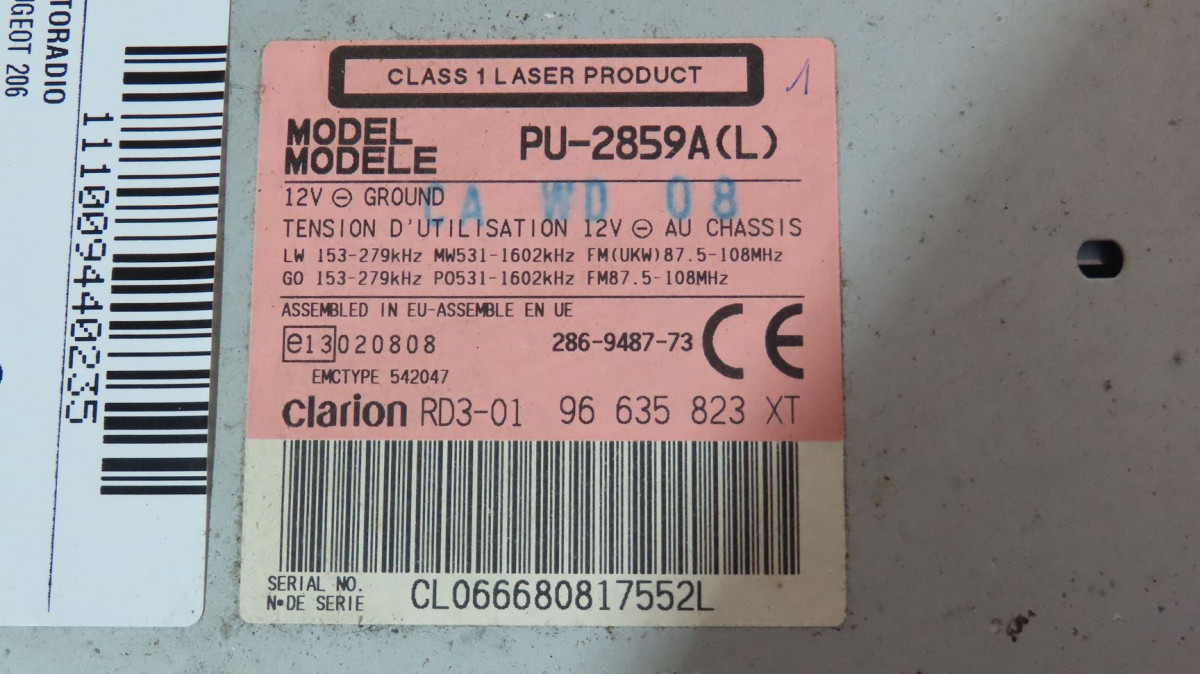 TORADIO
UGEOT 206
111009440235
CLASS 1 LASER PRODUCT
1
MODEL PU-2859A(L)
MODELE
12V ⊖ GROUND
CA WD 08
TENSION D'UTILISATION 12V ⊖ AU CHASSIS
LW 153-279kHz MW531-1602kHz FM(UKW)87.5-108MHz
GO 153-279kHz PO531-1602kHz FM87.5-108MHz
ASSEMBLED IN EU-ASSEMBLE EN UE
e13 020808 286-9487-73 CE
EMCTYPE 542047
clarion RD3-01 96 635 823 XT
SERIAL NO.
N•DE SERIE CL066680817552L